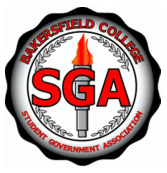 BAKERSFIELD COLLEGE
SGA
STUDENT GOVERNMENT ASSOCIATION